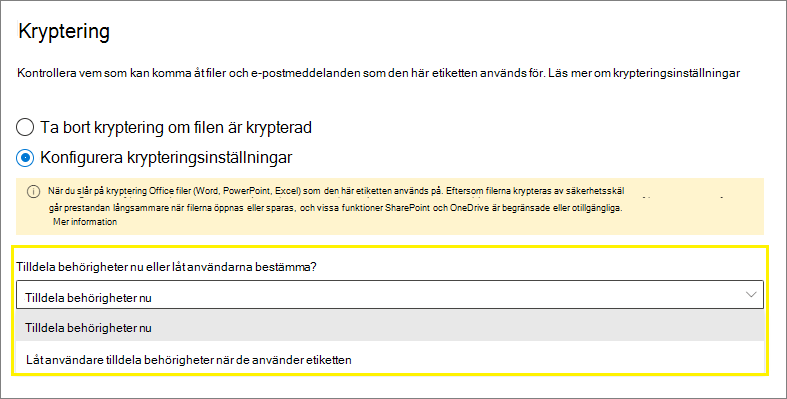 Kryptering
Kontrollera vem som kan komma åt filer och e-postmeddelanden som den här etiketten används för. Läs mer om krypteringsinställningar
Ta bort kryptering om filen är krypterad
Konfigurera krypteringsinställningar
När du slår på kryptering Office filer (Word, PowerPoint, Excel) som den här etiketten används på. Eftersom filerna krypteras av säkerhetsskäl
går prestandan långsammare när filerna öppnas eller sparas, och vissa funktioner SharePoint och OneDrive är begränsade eller otillgängliga.
Mer information
Tilldela behörigheter nu eller låt användarna bestämma?
Tilldela behörigheter nu
Tilldela behörigheter nu
Låt användare tilldela behörigheter när de använder etiketten